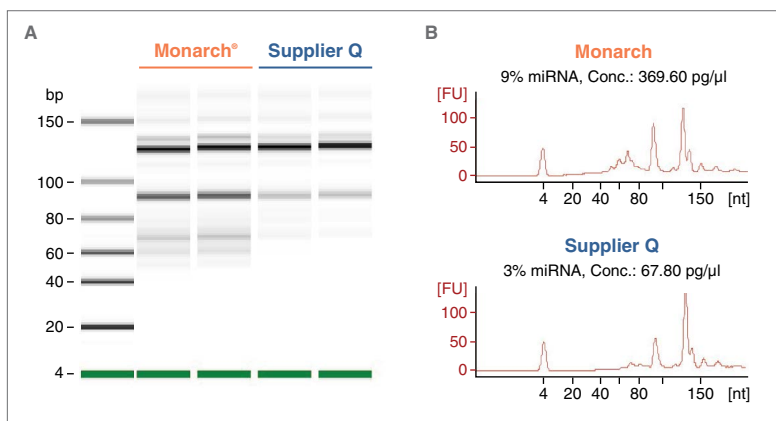 A
Monarch® Supplier Q
bp
150
100
80
60
40
20
4
B
Monarch
9% miRNA, Conc.: 369.60 pg/µl
[FU]
100
50
0
4 20 40 80 150 [nt]
Supplier Q
3% miRNA, Conc.: 67.80 pg/µl
[FU]
100
50
0
4 20 40 80 150 [nt]